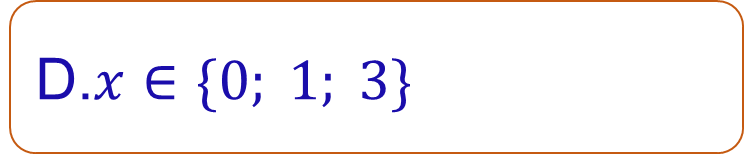 D.x ∈ {0; 1; 3}